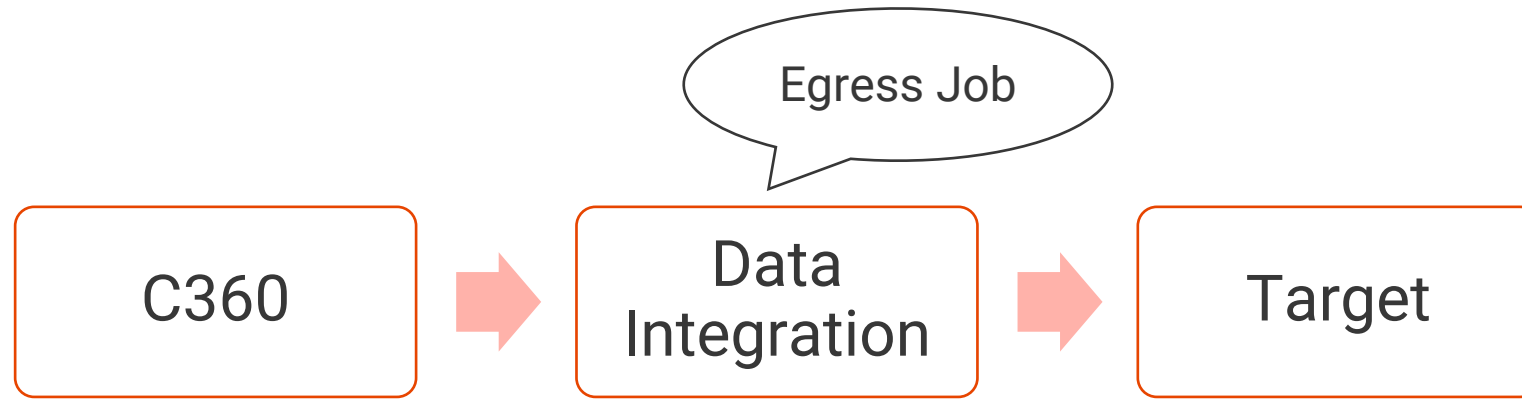 Egress Job
C360
Data
Integration
Target